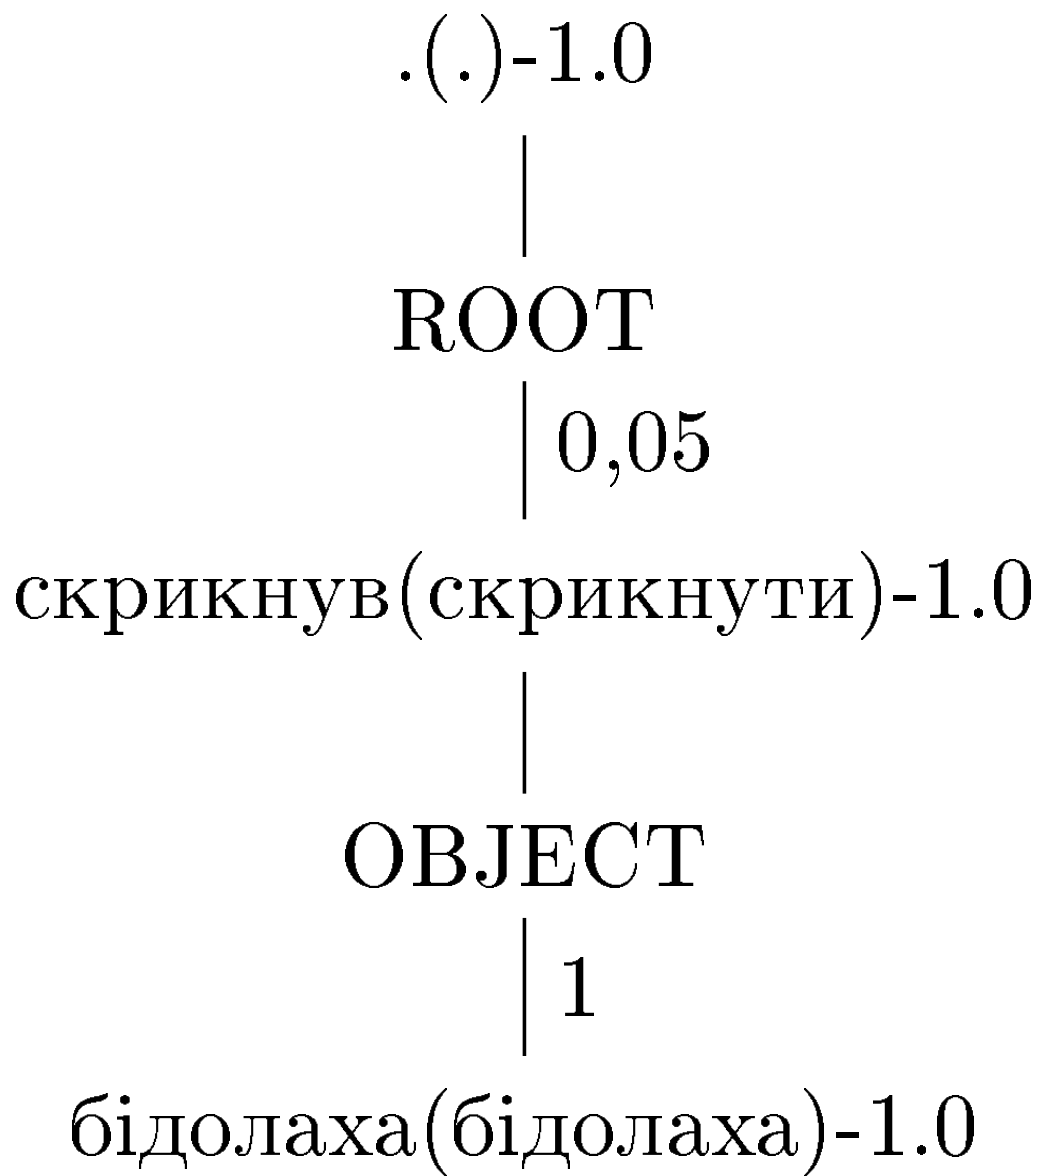 .(.)-1.0
ROOT
0,05
скрикнув(скрикнути)-1.0
OBJECT
1
бідолаха(бідолаха)-1.0